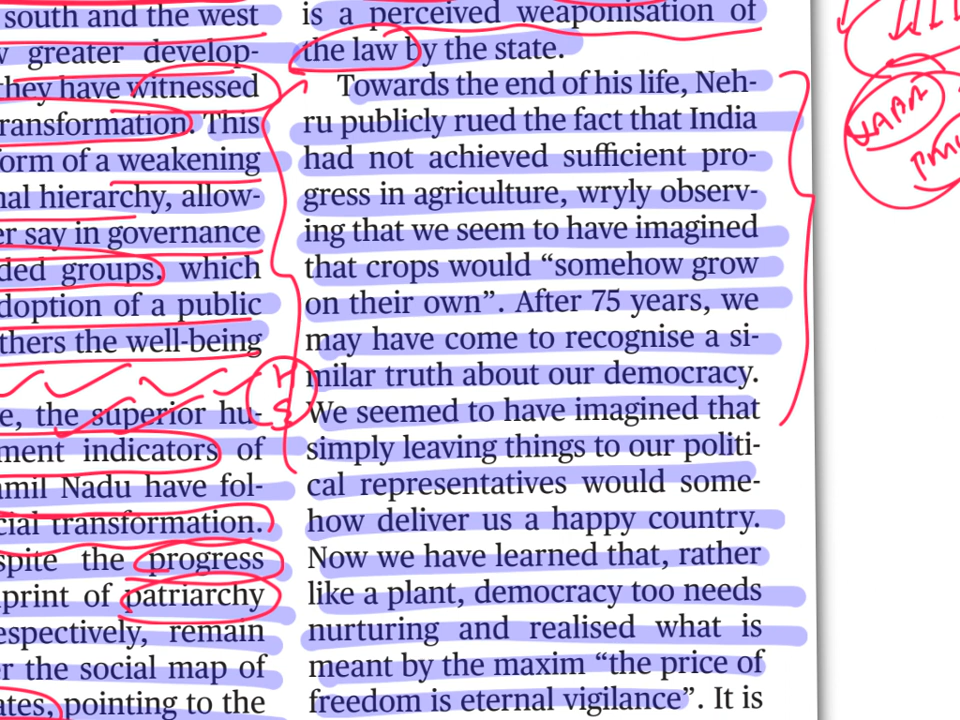 south and the west
greater develop-
they have witnessed
ransformation. This
form of a weakening
nal hierarchy, allow-
er say in governance
ded groups, which
doption of a public
thers the well-being
e, the superior hu-
ment indicators of
amil Nadu have fol-
cial transformation.
spite the progress
print of patriarchy
espectively, remain
r the social map of
ates, pointing to the
is a perceived weaponisation of
the law by the state.
Towards the end of his life, Neh-
ru publicly rued the fact that India
had not achieved sufficient pro-
gress in agriculture, wryly observ-
ing that we seem to have imagined
that crops would “somehow grow
on their own”. After 75 years, we
may have come to recognise a si-
milar truth about our democracy.
We seemed to have imagined that
simply leaving things to our politi-
cal representatives would some-
how deliver us a happy country.
Now we have learned that, rather
like a plant, democracy too needs
nurturing and realised what is
meant by the maxim “the price of
freedom is eternal vigilance”. It is